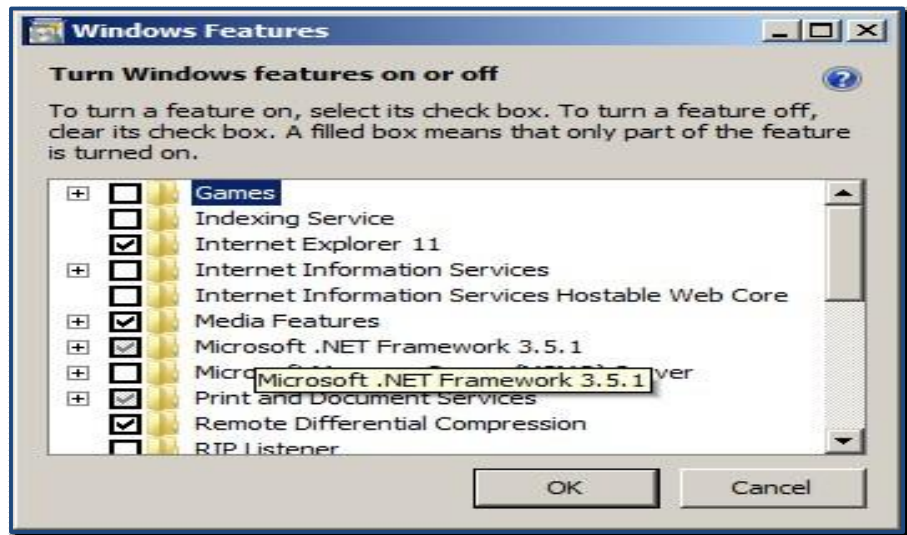 Windows Features
Turn Windows features on or off
To turn a feature on, select its check box. To turn a feature off,
clear its check box. A filled box means that only part of the feature
is turned on.
Games
Indexing Service
Internet Explorer 11
Internet Information Services
Internet Information Services Hostable Web Core
Media Features
Microsoft .NET Framework 3.5.1
Microsoft .NET Framework 3.5.1
Print and Document Services
Remote Differential Compression
RIP Listener
OK Cancel